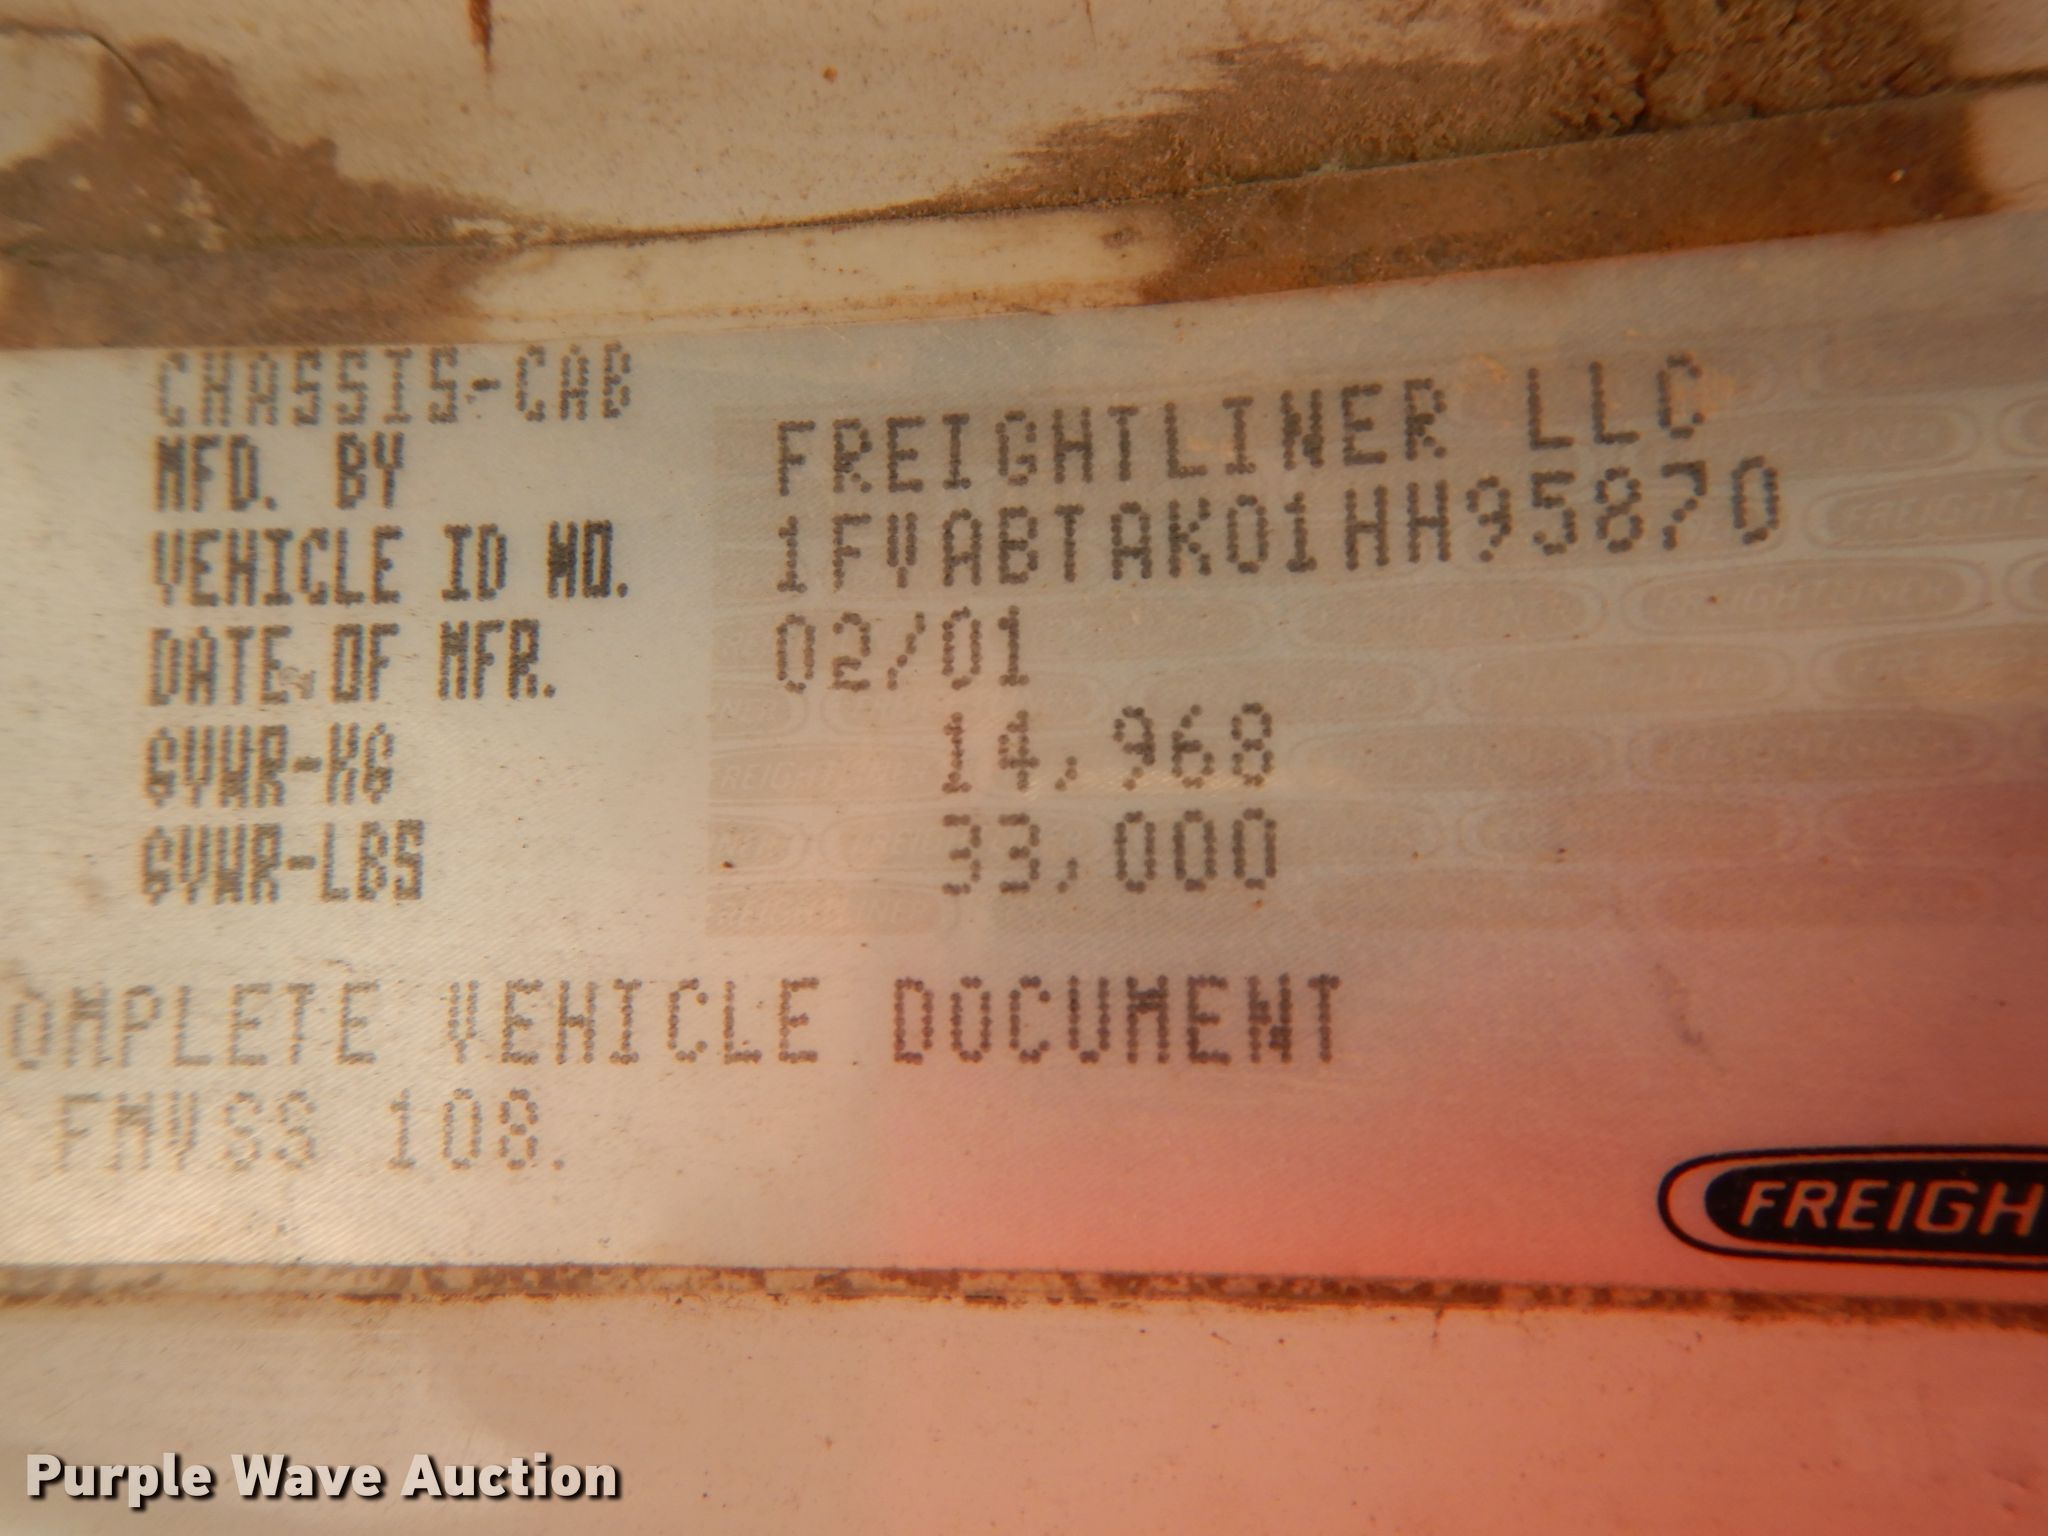 CHASSIS-CAB
MFD. BY FREIGHTLINER LLC
VEHICLE ID NO. 1FVABTAK01HH95870
DATE OF MFR. 02/01
GVWR-KG 14,968
GVWR-LBS 33,000
OMPLETE VEHICLE DOCUMENT
FMVSS 108.
FREIGH
Purple Wave Auction